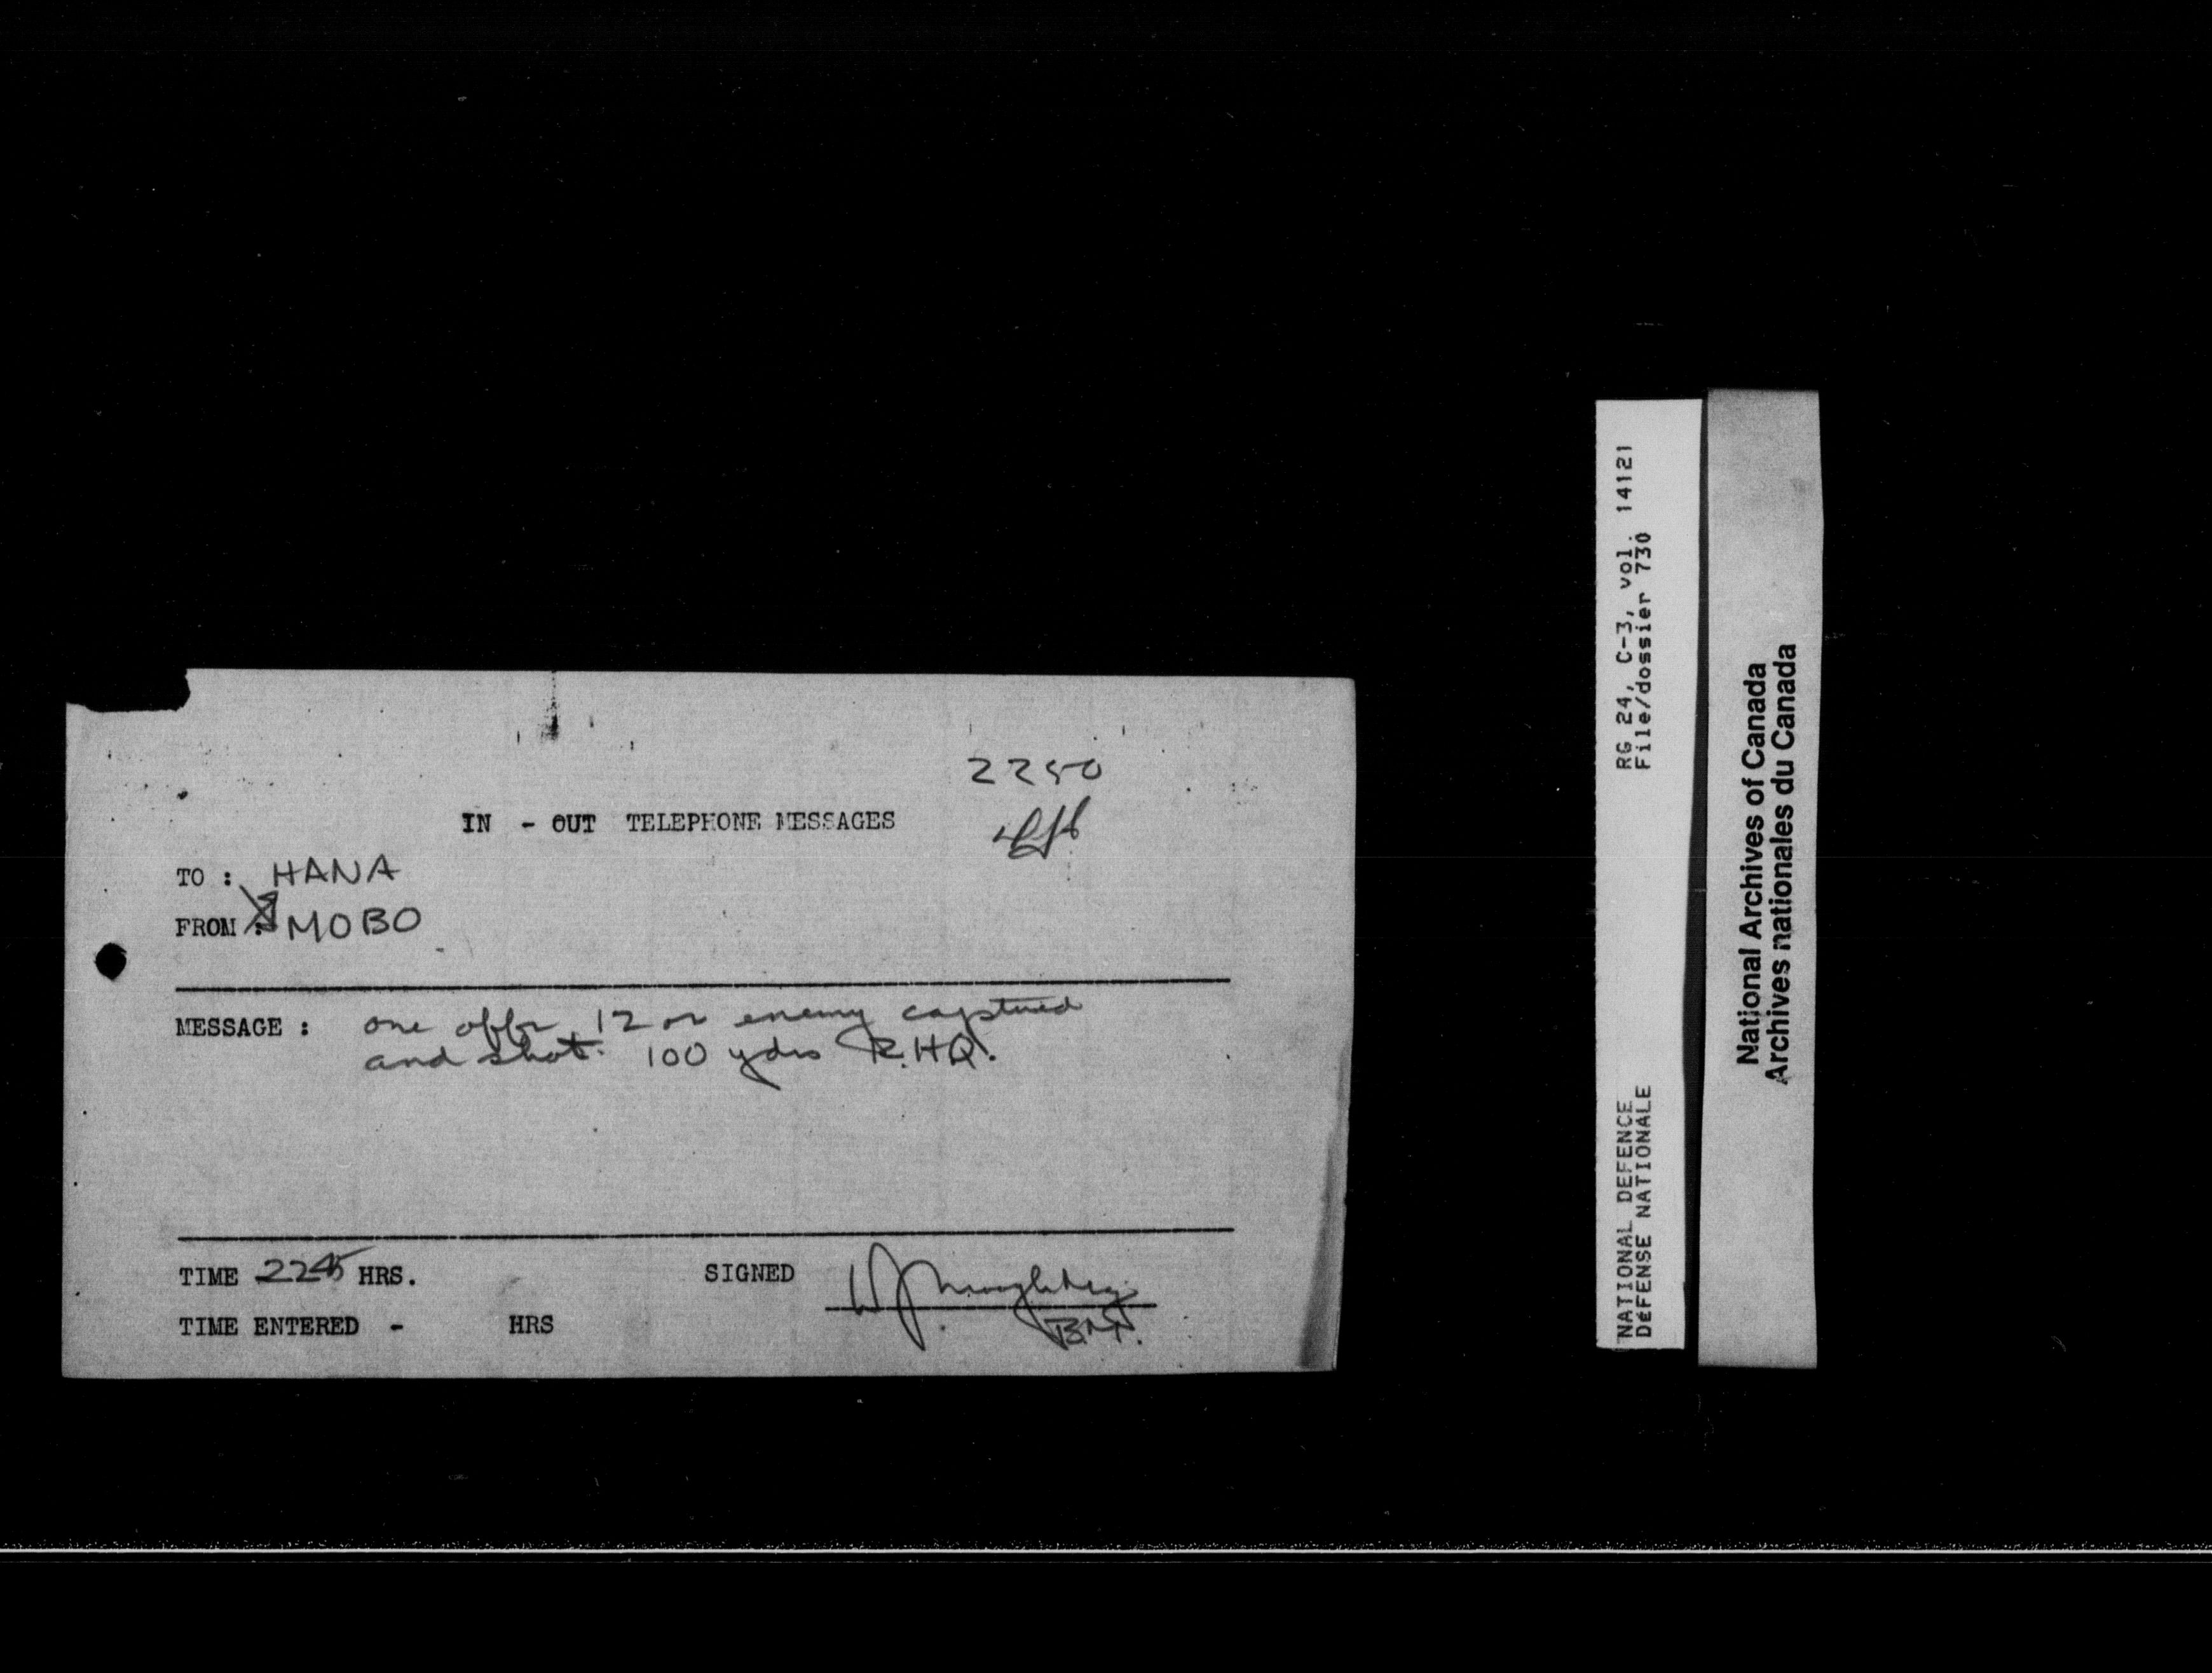 2250
IN - OUT TELEPHONE MESSAGES
TO : HANA
FROM : MOBO
MESSAGE : one offr, 12 or enemy captured
and shot. 100 yds R.HQ.
TIME 2245 HRS. SIGNED
TIME ENTERED - HRS
RG 24, C-3, vol. 14121
File/dossier 730
NATIONAL DEFENCE
DéFENSE NATIONALE
National Archives of Canada
Archives nationales du Canada